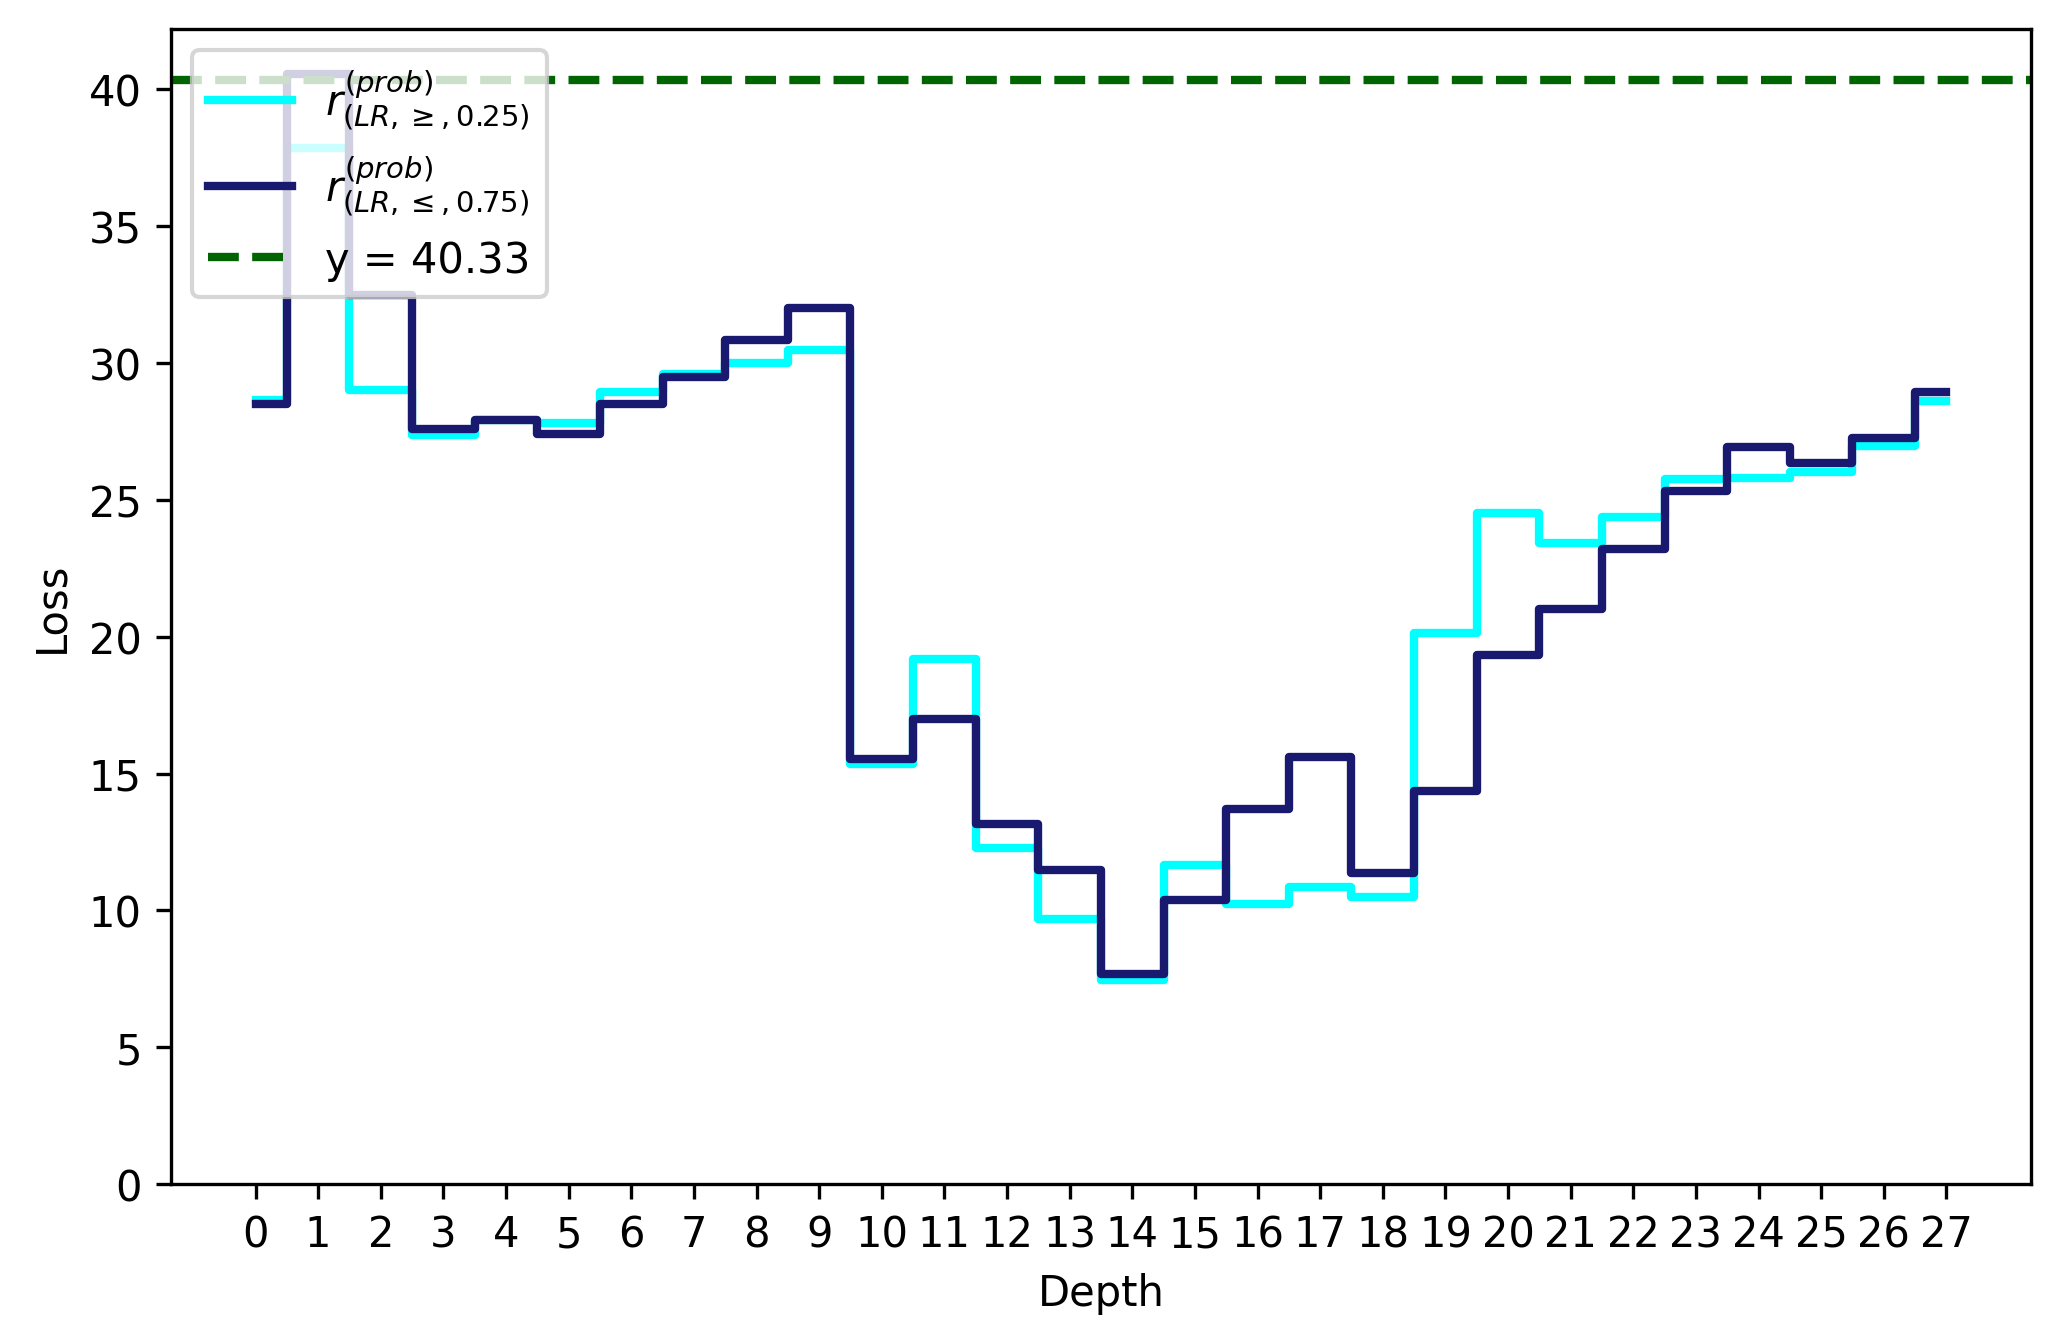 40
35
30
25
20
15
10
5
0
Loss
r(LR, ≥, 0.25)^(prob)
r(LR, ≤, 0.75)^(prob)
y = 40.33
0 1 2 3 4 5 6 7 8 9 10 11 12 13 14 15 16 17 18 19 20 21 22 23 24 25 26 27
Depth